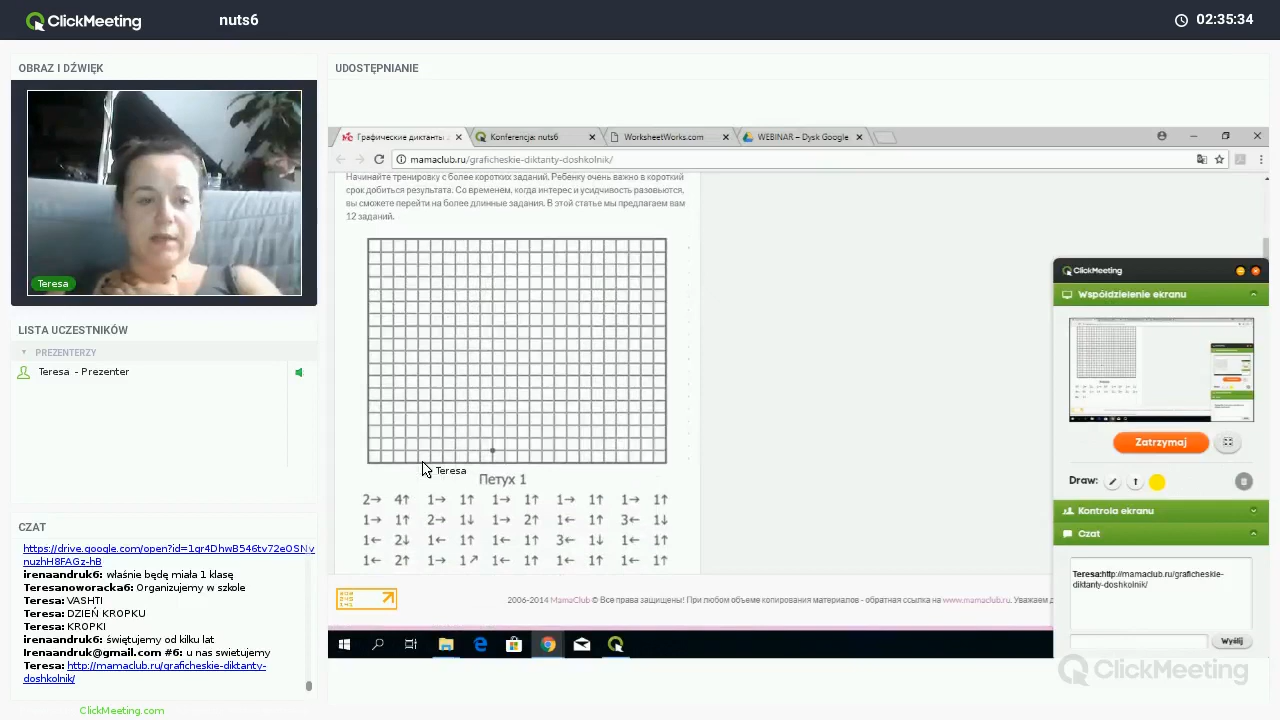 ClickMeeting
nuts6
02:35:34
OBRAZ I DŹWIĘK
Teresa
LISTA UCZESTNIKÓW
PREZENTERZY
Teresa - Prezenter
CZAT
https://drive.google.com/open?id=1gr4DhwB546tv72eOSNy
nuzhH8FAGz-hB
irenaandruk6: właśnie będę miała 1 klasę
Teresanoworacka6: Organizujemy w szkole
Teresa: VASHTI
Teresa: DZIEŃ KROPKU
Teresa: KROPKI
irenaandruk6: świętujemy od kilku lat
Irenaandruk@gmail.com #6: u nas swietujemy
Teresa: http://mamaclub.ru/graficheskie-diktanty-
doshkolnik/
ClickMeeting.com
UDOSTĘPNIANIE
Графические диктанты
Konferencja: nuts6
WorksheetWorks.com
WEBINAR – Dysk Google
mamaclub.ru/graficheskie-diktanty-doshkolnik/
Начинайте тренировку с более коротких заданий. Ребенку очень важно в короткий
срок добиться результата. Со временем, когда интерес и усидчивость разовьются,
вы сможете перейти на более длинные задания. В этой статье мы предлагаем вам
12 заданий.
Teresa
Петух 1
2→ 4↑ 1→ 1↑ 1→ 1↑ 1→ 1↑ 1→ 1↑
1→ 1↑ 2→ 1↓ 1→ 2↑ 1← 1↑ 3← 1↓
1← 2↓ 1← 1↑ 1← 1↑ 3← 2↓ 1← 1↑
1← 2↑ 1→ 1↗ 1← 1↑ 1← 1↑ 1← 1↑
2006-2014 MamaClub © Все права защищены! При любом объеме копирования материалов - обратная ссылка на www.mamaclub.ru. Уважаем
ClickMeeting
Współdzielenie ekranu
Zatrzymaj
Draw:
Kontrola ekranu
Czat
Teresa:http://mamaclub.ru/graficheskie-
diktanty-doshkolnik/
Wyślij
ClickMeeting